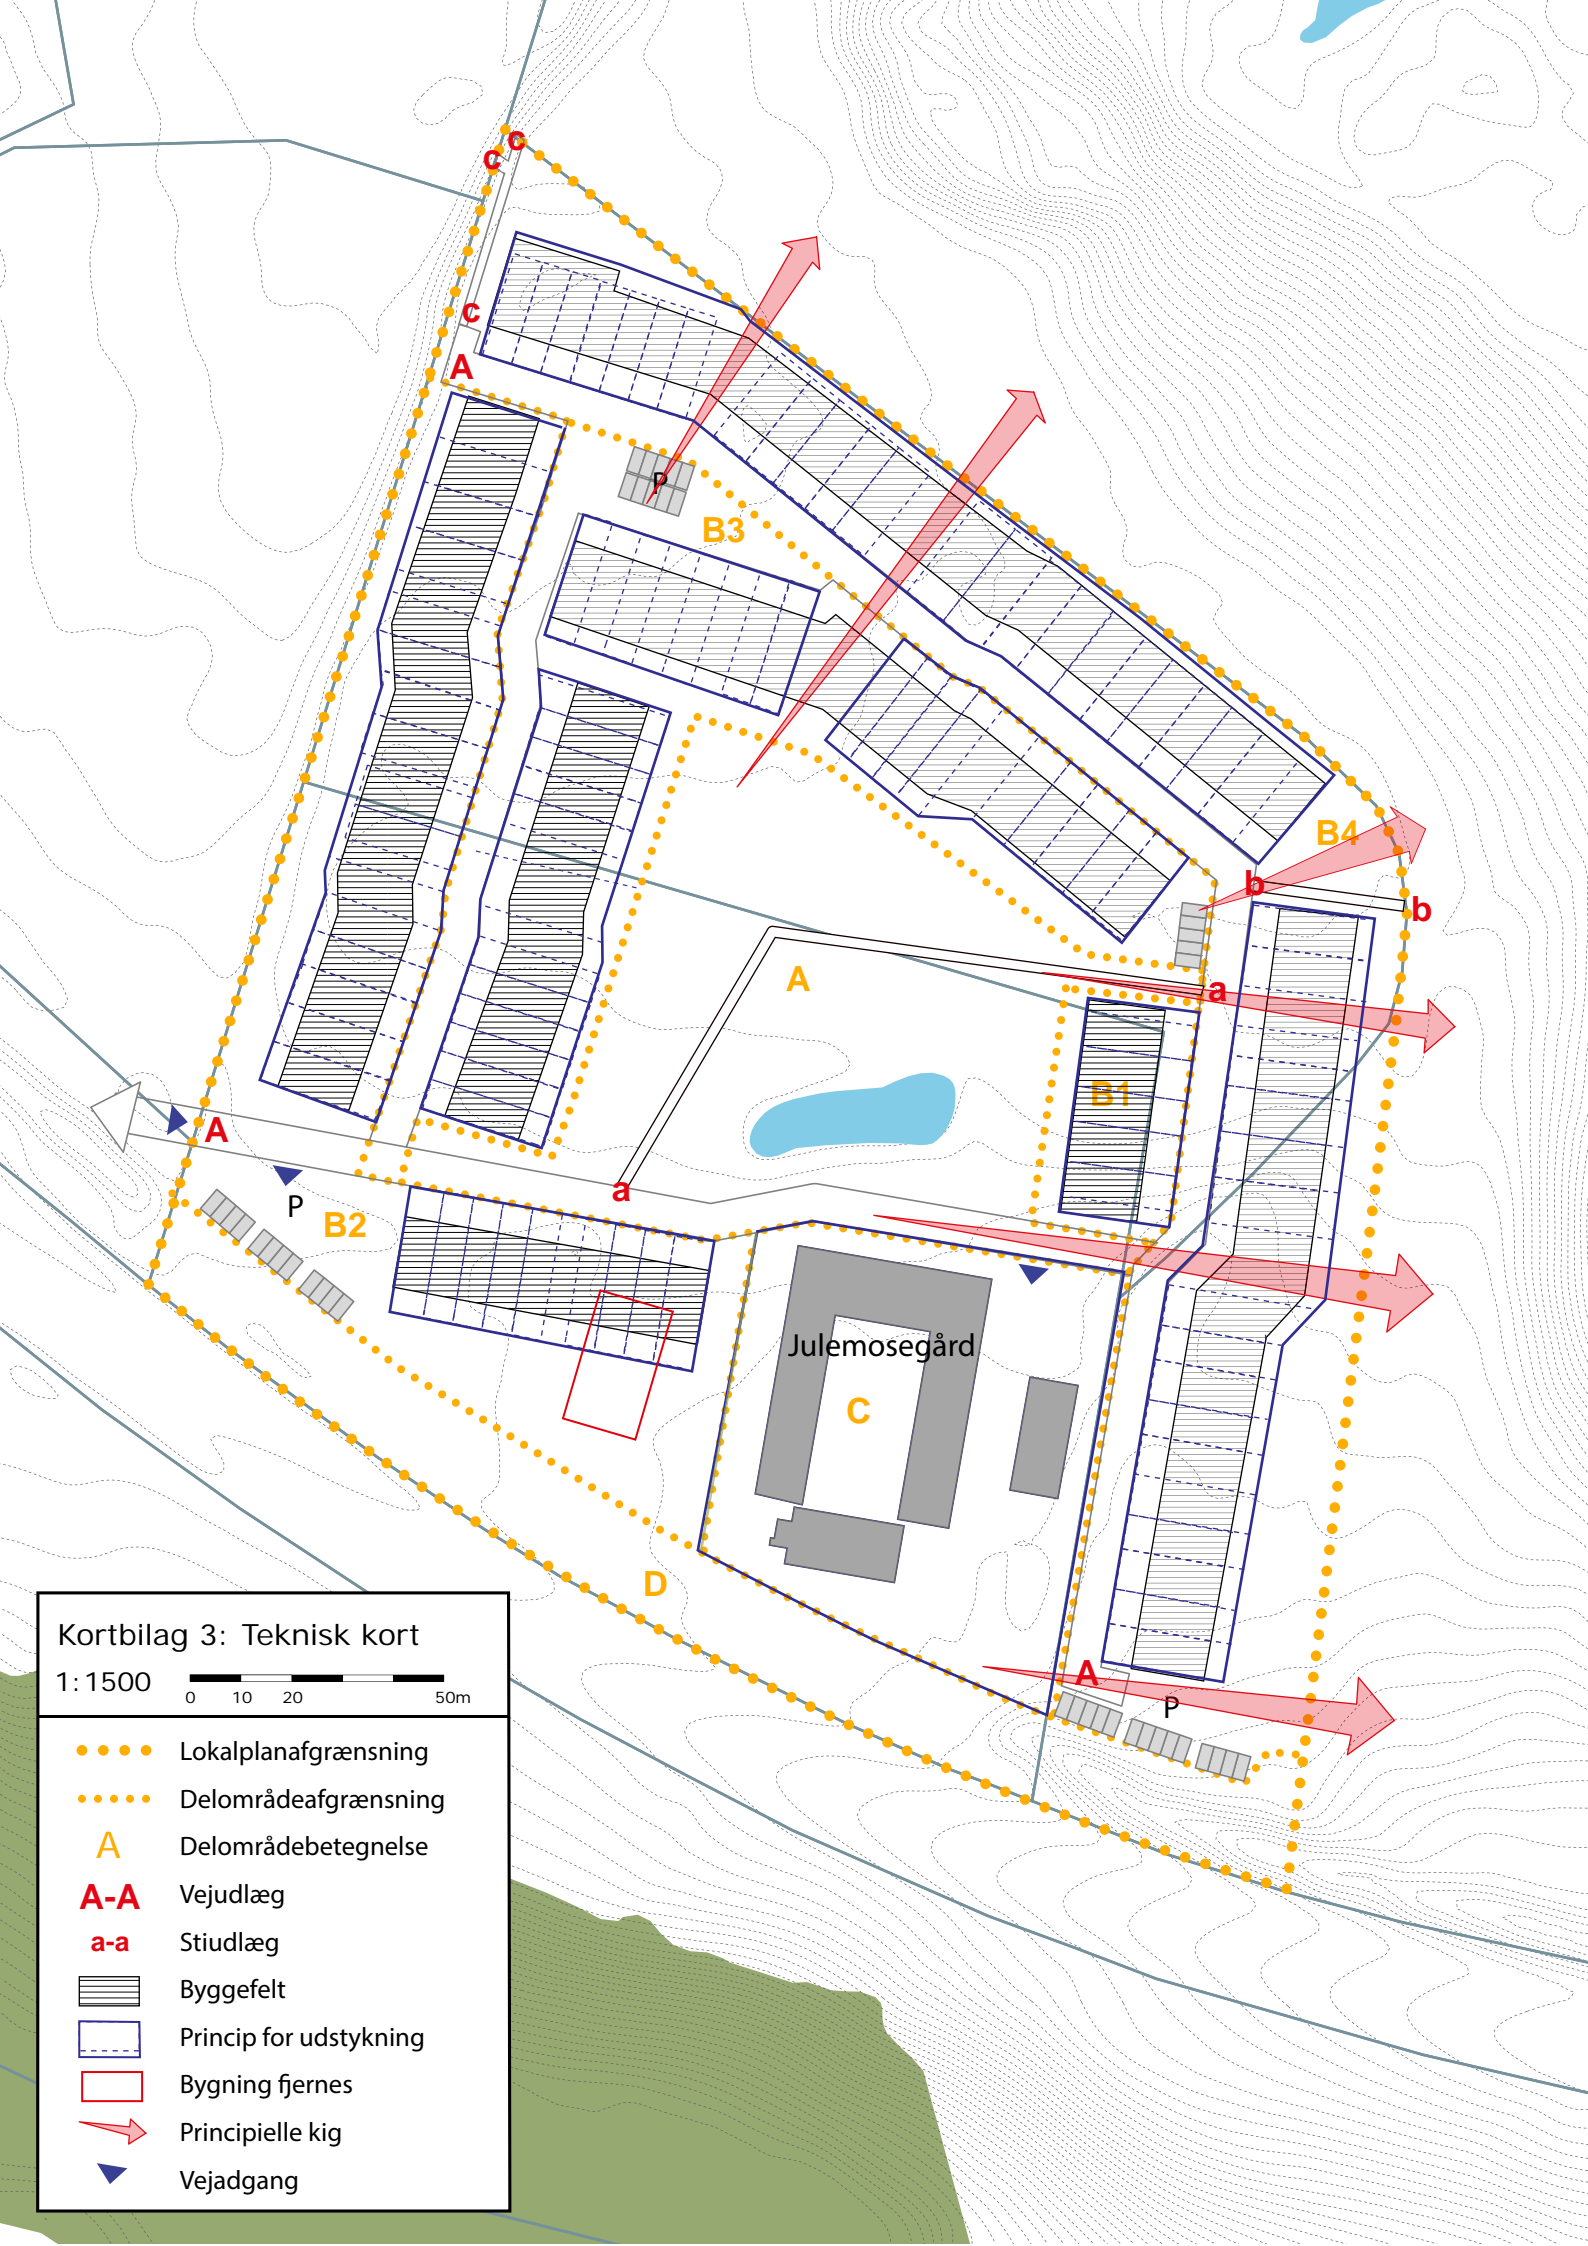 c
c
c
A
P
B3
B4
b
b
A
a
B1
A
a
P
B2
Julemosegård
C
D
A
P
Kortbilag 3: Teknisk kort
1:1500
0 10 20 50m
Lokalplanafgrænsning
Delområdeafgrænsning
A Delområdebetegnelse
A-A Vejudlæg
a-a Stiudlæg
Byggefelt
Princip for udstykning
Bygning fjernes
Principielle kig
Vejadgang